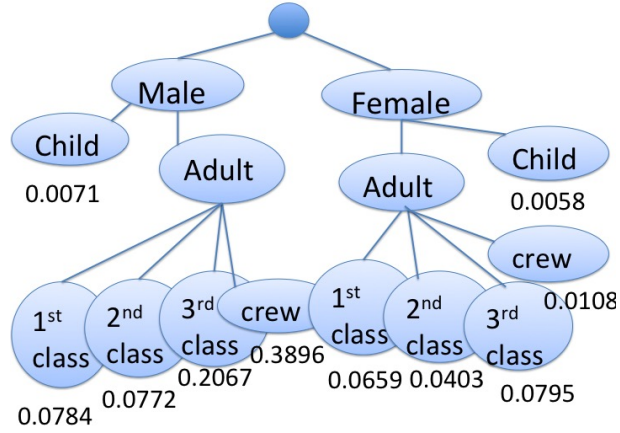 Male
Female
Child
0.0071
Adult
Adult
Child
0.0058
crew
0.0108
1st
class
0.0784
2nd
class
0.0772
3rd
class
0.2067
crew
0.3896
1st
class
0.0659
2nd
class
0.0403
3rd
class
0.0795